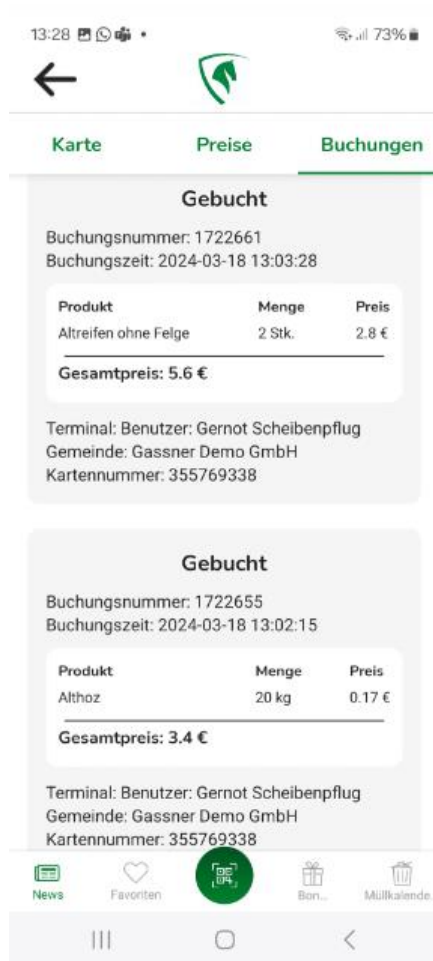 13:28
73%
Karte Preise Buchungen
Gebucht
Buchungsnummer: 1722661
Buchungszeit: 2024-03-18 13:03:28
Produkt Menge Preis
Altreifen ohne Felge 2 Stk. 2.8 €
Gesamtpreis: 5.6 €
Terminal: Benutzer: Gernot Scheibenpflug
Gemeinde: Gassner Demo GmbH
Kartennummer: 355769338
Gebucht
Buchungsnummer: 1722655
Buchungszeit: 2024-03-18 13:02:15
Produkt Menge Preis
Althoz 20 kg 0.17 €
Gesamtpreis: 3.4 €
Terminal: Benutzer: Gernot Scheibenpflug
Gemeinde: Gassner Demo GmbH
Kartennummer: 355769338
News Favoriten Bon... Müllkalende